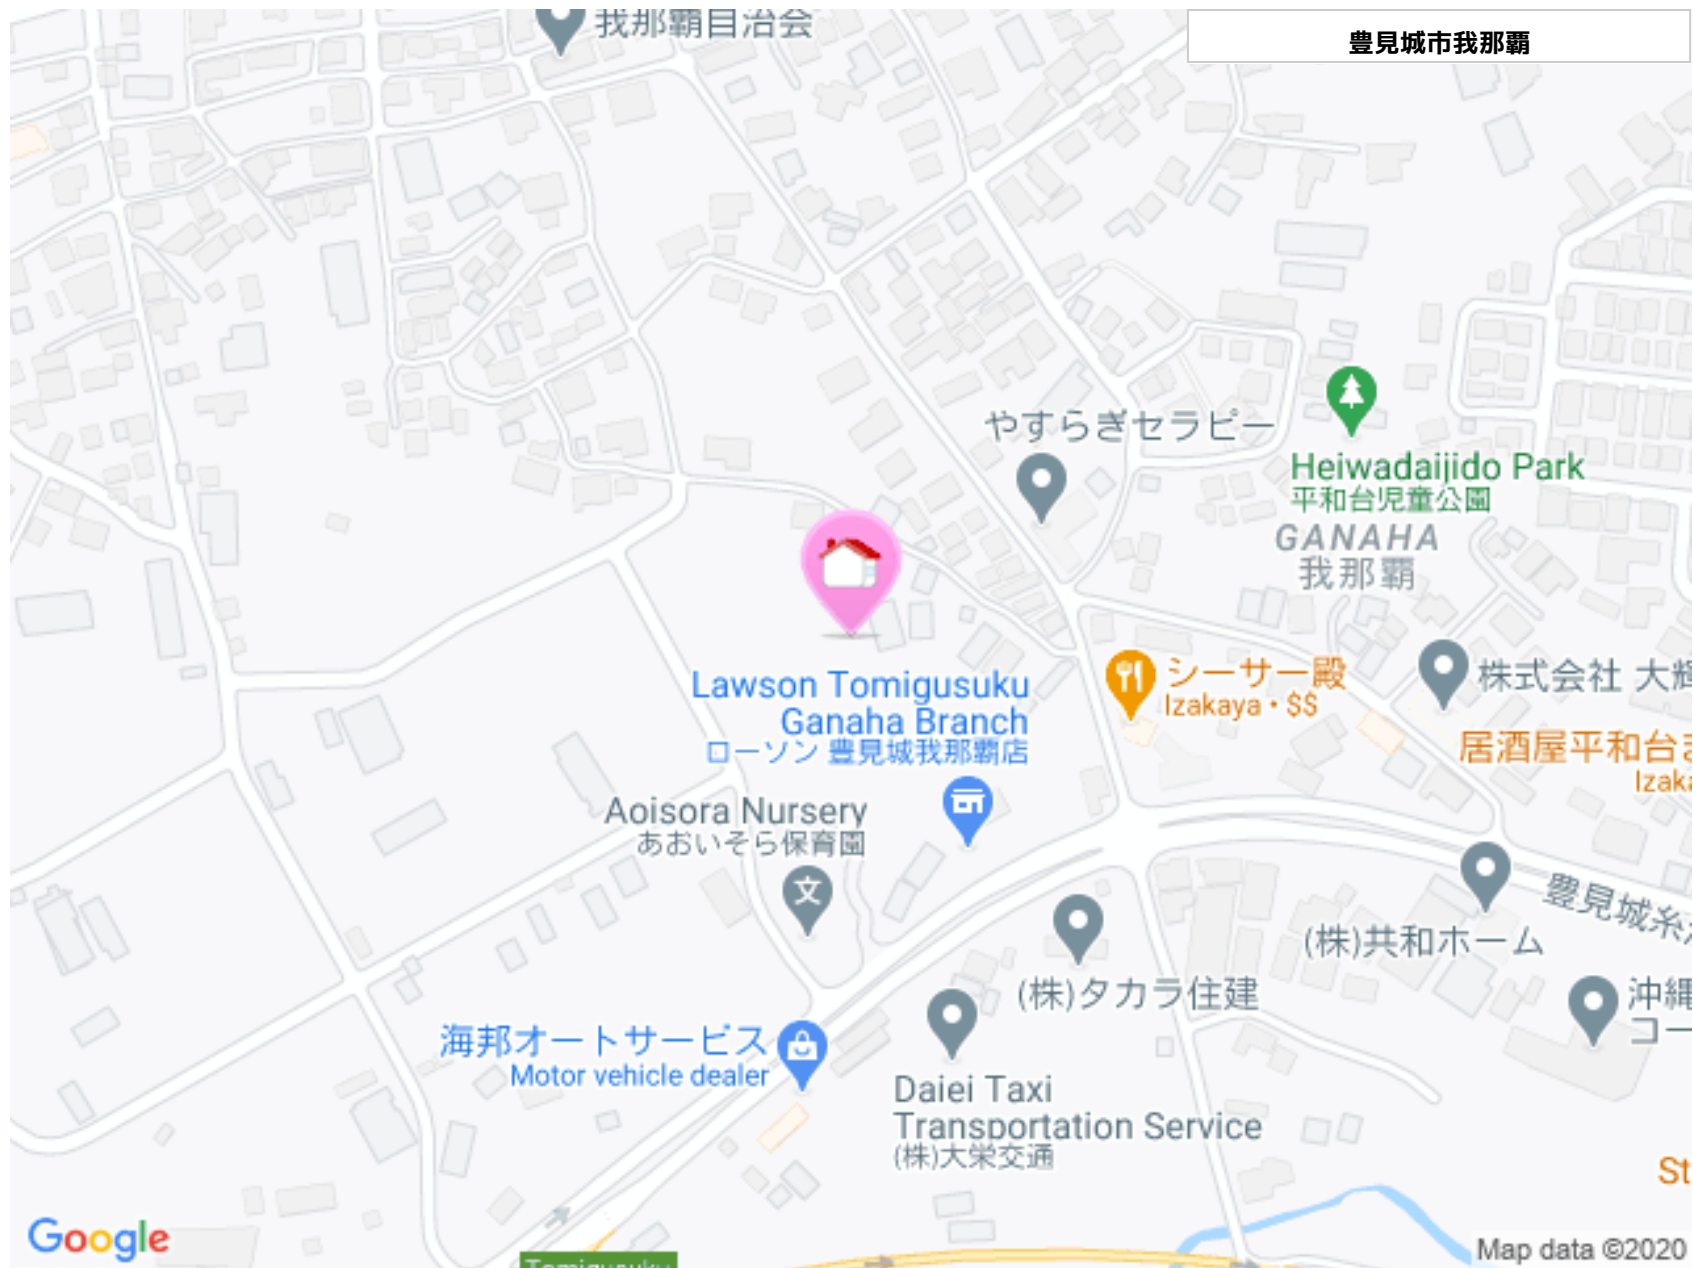 我那覇自治会
豊見城市我那覇
やすらぎセラピー
Heiwadaijido Park
平和台児童公園
GANAHA
我那覇
シーサー殿
Izakaya • $$
株式会社 大輝
Lawson Tomigusuku
Ganaha Branch
ローソン 豊見城我那覇店
居酒屋平和台
Aoisora Nursery
あおいそら保育園
文
豊見城糸
(株)共和ホーム
(株)タカラ住建
沖縄
コー
海邦オートサービス
Motor vehicle dealer
Daiei Taxi
Transportation Service
(株)大栄交通
St
Google
Map data ©2020
Tomigusuku